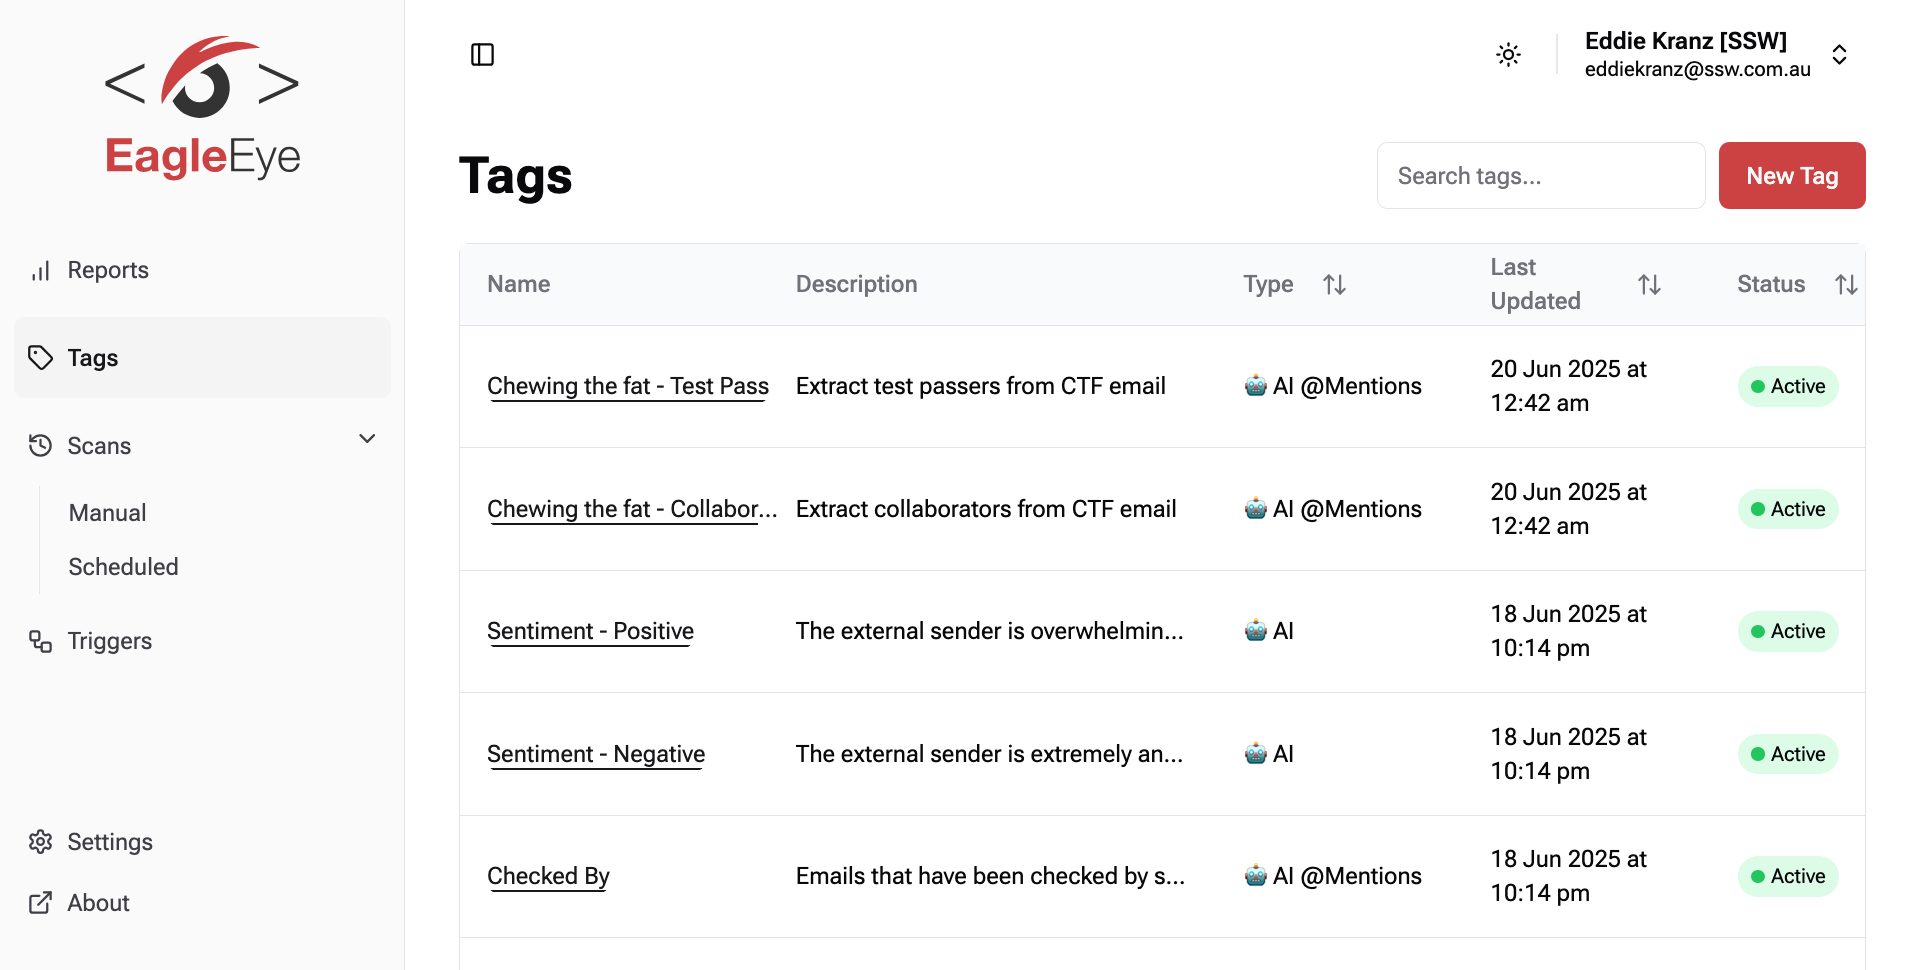 EagleEye
Reports
Tags
Scans
Manual
Scheduled
Triggers
Settings
About
Eddie Kranz [SSW]
eddiekranz@ssw.com.au
Tags
Search tags...
New Tag
Name Description Type Last Updated Status
Chewing the fat - Test Pass Extract test passers from CTF email AI @Mentions 20 Jun 2025 at 12:42 am Active
Chewing the fat - Collabor... Extract collaborators from CTF email AI @Mentions 20 Jun 2025 at 12:42 am Active
Sentiment - Positive The external sender is overwhelmin... AI 18 Jun 2025 at 10:14 pm Active
Sentiment - Negative The external sender is extremely an... AI 18 Jun 2025 at 10:14 pm Active
Checked By Emails that have been checked by s... AI @Mentions 18 Jun 2025 at 10:14 pm Active